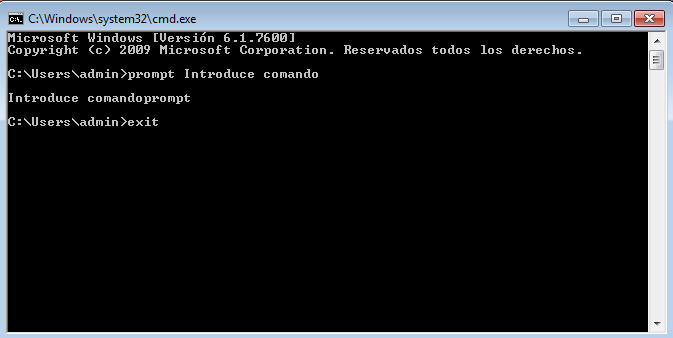 C:\Windows\system32\cmd.exe
Microsoft Windows [Versión 6.1.7600]
Copyright (c) 2009 Microsoft Corporation. Reservados todos los derechos.
C:\Users\admin>prompt Introduce comando
Introduce comandoprompt
C:\Users\admin>exit